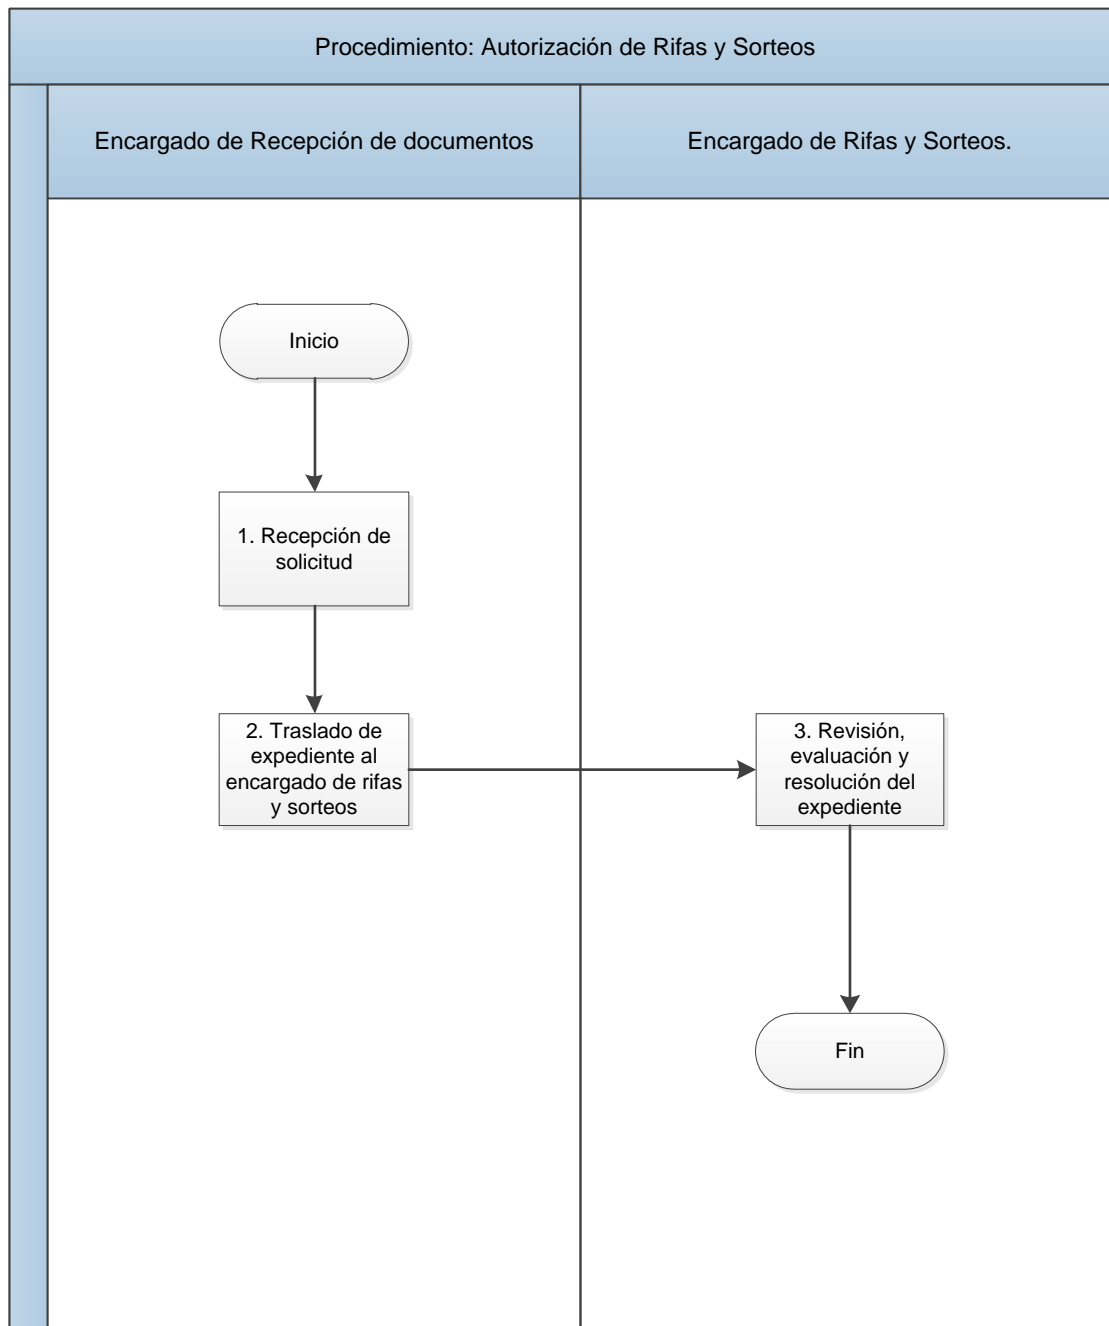 Procedimiento: Autorización de Rifas y Sorteos
Encargado de Recepción de documentos
Encargado de Rifas y Sorteos.
Inicio
1. Recepción de
solicitud
2. Traslado de
expediente al
encargado de rifas
y sorteos
3. Revisión,
evaluación y
resolución del
expediente
Fin